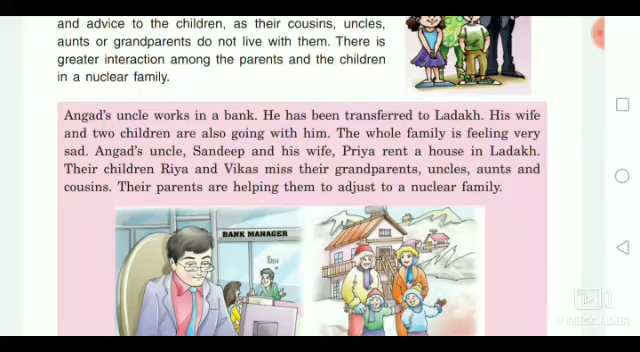 and advice to the children, as their cousins, uncles,
aunts or grandparents do not live with them. There is
greater interaction among the parents and the children
in a nuclear family.
Angad's uncle works in a bank. He has been transferred to Ladakh. His wife
and two children are also going with him. The whole family is feeling very
sad. Angad's uncle, Sandeep and his wife, Priya rent a house in Ladakh.
Their children Riya and Vikas miss their grandparents, uncles, aunts and
cousins. Their parents are helping them to adjust to a nuclear family.
BANK MANAGER